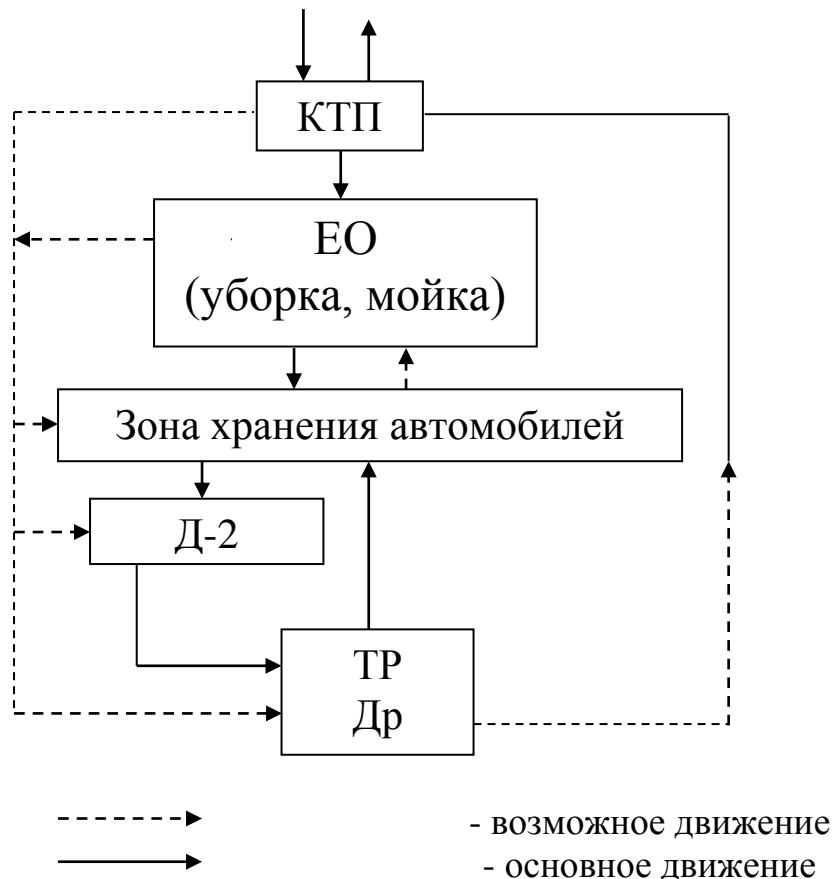 КТП
ЕО
(уборка, мойка)
Зона хранения автомобилей
Д-2
ТР
Др
- возможное движение
- основное движение